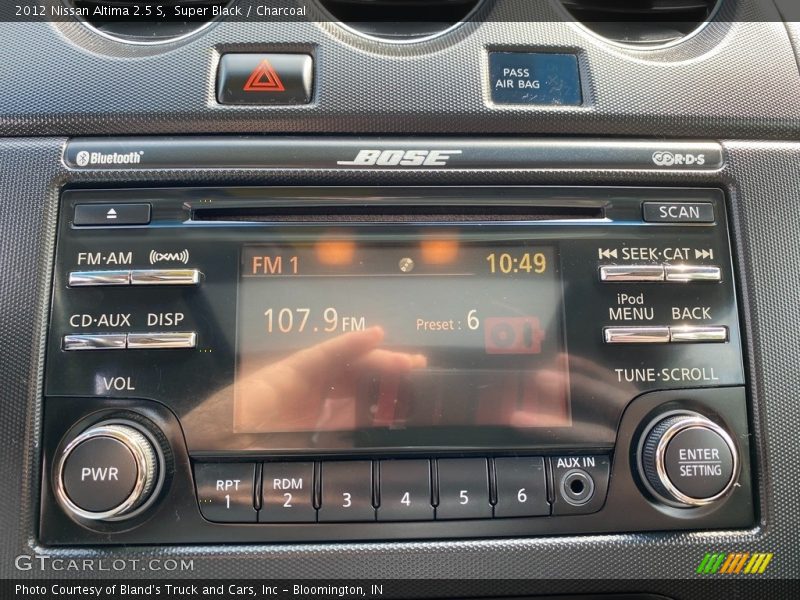 2012 Nissan Altima 2.5 S, Super Black / Charcoal
PASS
AIR BAG
Bluetooth
BOSE
R·D·S
SCAN
FM·AM (XM)
SEEK·CAT
FM 1 10:49
iPod
MENU BACK
CD·AUX DISP
107.9 FM Preset : 6
TUNE·SCROLL
VOL
PWR
ENTER
SETTING
RPT
1
RDM
2
3
4
5
6
AUX IN
GTCARLOT.COM
Photo Courtesy of Bland's Truck and Cars, Inc – Bloomington, IN